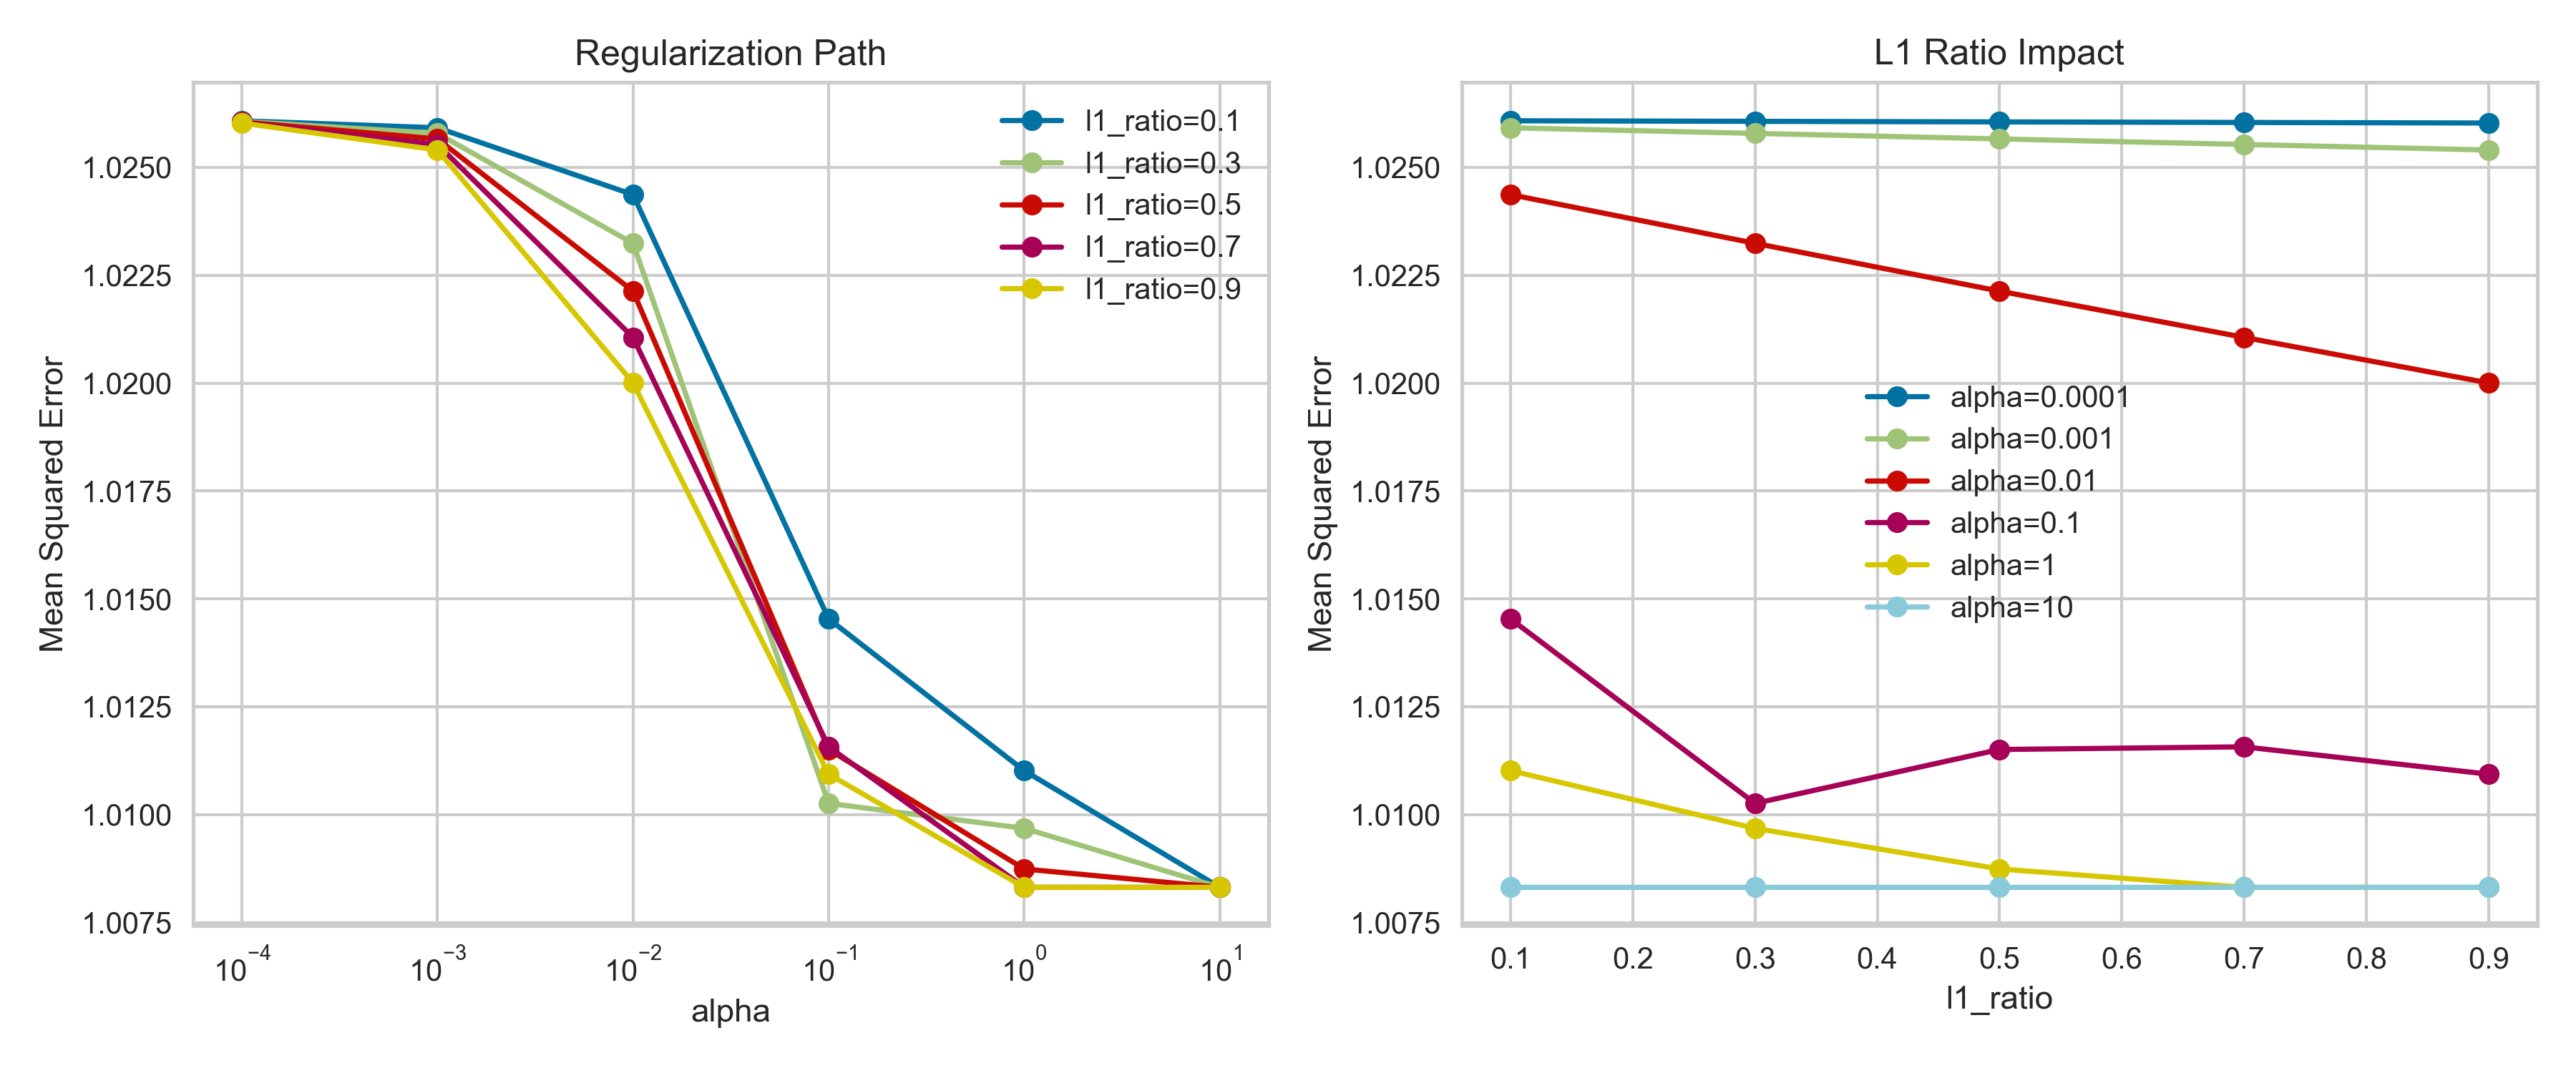 Regularization Path
l1_ratio=0.1
l1_ratio=0.3
l1_ratio=0.5
l1_ratio=0.7
l1_ratio=0.9
Mean Squared Error
1.0250
1.0225
1.0200
1.0175
1.0150
1.0125
1.0100
1.0075
10⁻⁴ 10⁻³ 10⁻² 10⁻¹ 10⁰ 10¹
alpha
L1 Ratio Impact
Mean Squared Error
1.0250
1.0225
1.0200
1.0175
1.0150
1.0125
1.0100
1.0075
alpha=0.0001
alpha=0.001
alpha=0.01
alpha=0.1
alpha=1
alpha=10
0.1 0.2 0.3 0.4 0.5 0.6 0.7 0.8 0.9
l1_ratio